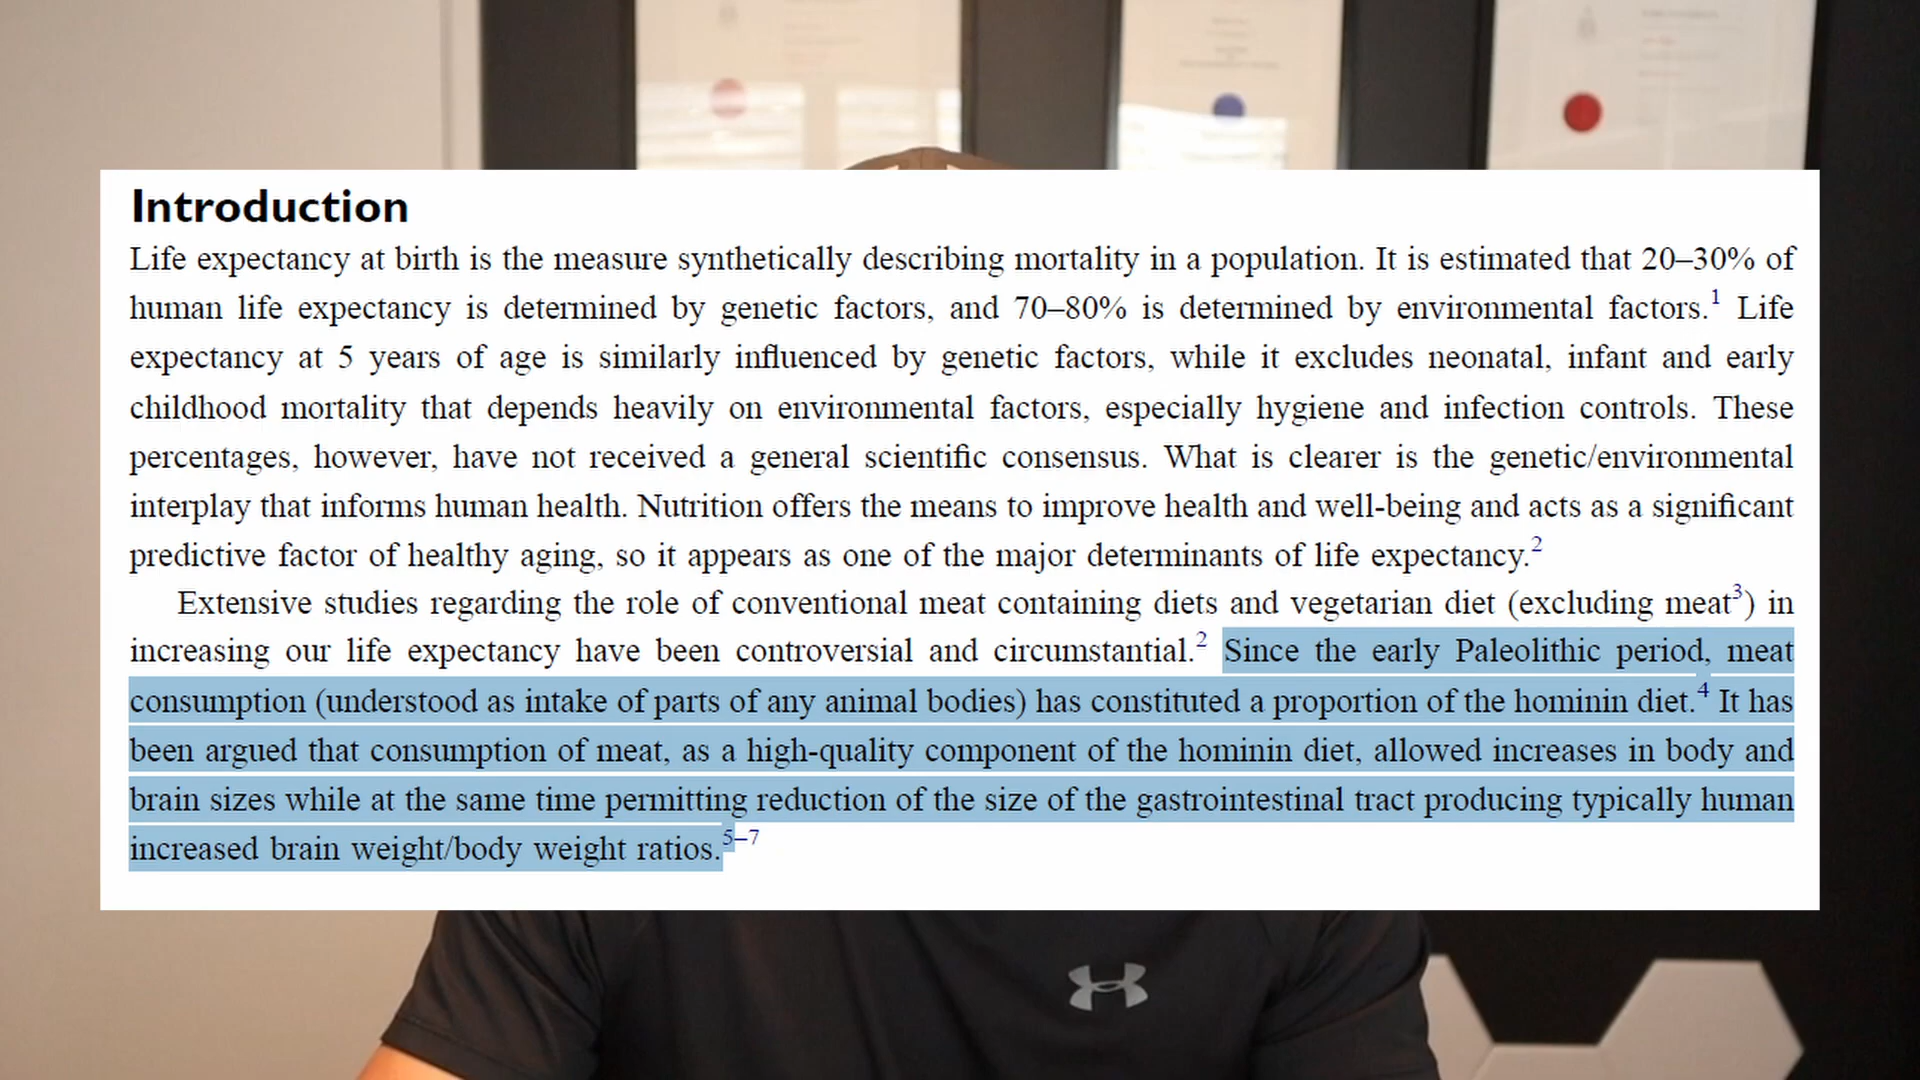 Introduction
Life expectancy at birth is the measure synthetically describing mortality in a population. It is estimated that 20–30% of
human life expectancy is determined by genetic factors, and 70–80% is determined by environmental factors.1 Life
expectancy at 5 years of age is similarly influenced by genetic factors, while it excludes neonatal, infant and early
childhood mortality that depends heavily on environmental factors, especially hygiene and infection controls. These
percentages, however, have not received a general scientific consensus. What is clearer is the genetic/environmental
interplay that informs human health. Nutrition offers the means to improve health and well-being and acts as a significant
predictive factor of healthy aging, so it appears as one of the major determinants of life expectancy.2
Extensive studies regarding the role of conventional meat containing diets and vegetarian diet (excluding meat3) in
increasing our life expectancy have been controversial and circumstantial.2 Since the early Paleolithic period, meat
consumption (understood as intake of parts of any animal bodies) has constituted a proportion of the hominin diet.4 It has
been argued that consumption of meat, as a high-quality component of the hominin diet, allowed increases in body and
brain sizes while at the same time permitting reduction of the size of the gastrointestinal tract producing typically human
increased brain weight/body weight ratios.5–7